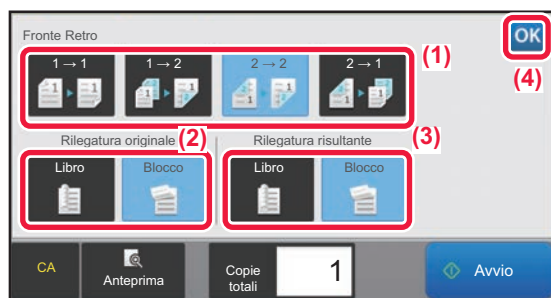 Fronte Retro
OK
(1)
(4)
1 → 1
1 → 2
2 → 2
2 → 1
Rilegatura originale
(2)
Rilegatura risultante
(3)
Libro
Blocco
Libro
Blocco
CA
Anteprima
Copie
totali
1
Avvio